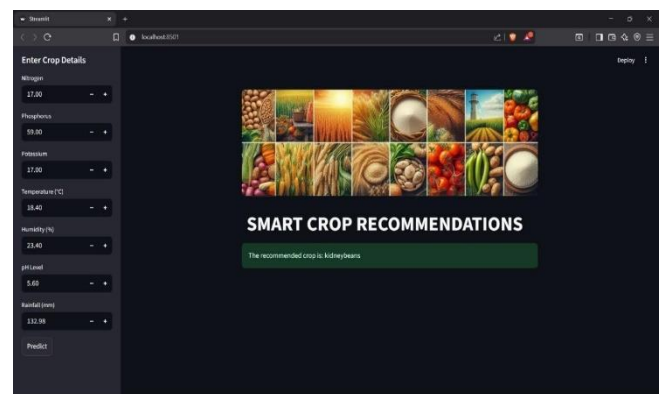 Streamlit
localhost:8501
Deploy
Enter Crop Details
Nitrogen
17.00
Phosphorus
59.00
Potassium
17.00
Temperature (°C)
18.40
Humidity (%)
23.40
pH Level
5.60
Rainfall (mm)
132.98
Predict
SMART CROP RECOMMENDATIONS
The recommended crop is: kidneybeans